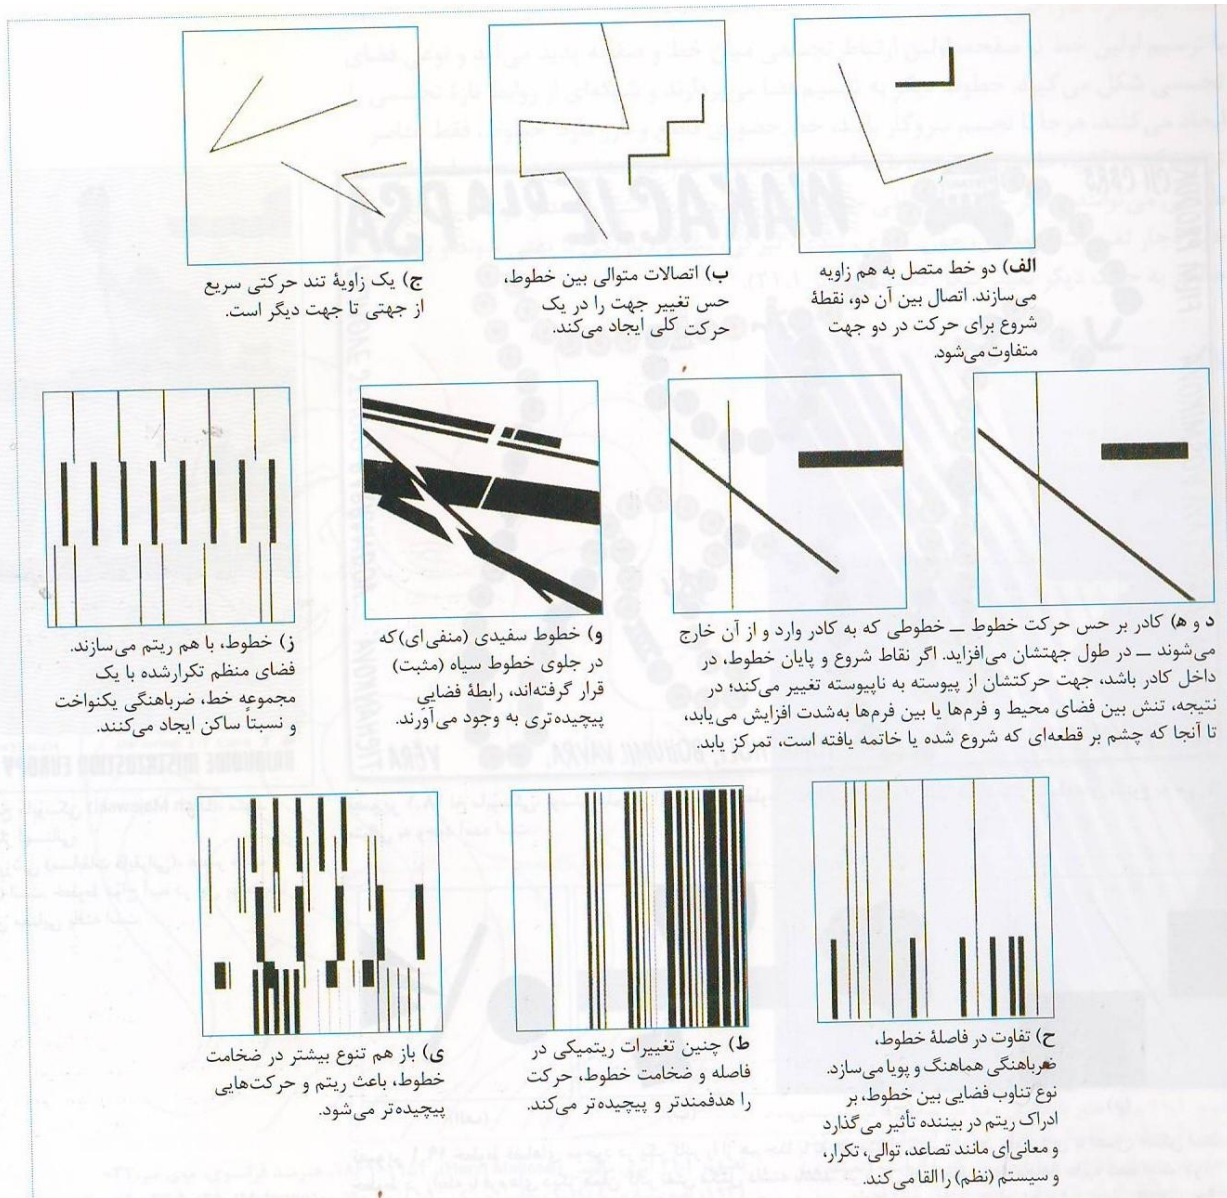 الف) دو خط متصل به هم زاویه
می‌سازند. اتصال بین آن دو، نقطهٔ
شروع برای حرکت در دو جهت
متفاوت می‌شود.
ب) اتصالات متوالی بین خطوط،
حس تغییر جهت را در یک
حرکت کلی ایجاد می‌کند.
ج) یک زاویهٔ تند حرکتی سریع
از جهتی تا جهت دیگر است.
د و ه) کادر بر حس حرکت خطوط ــ خطوطی که به کادر وارد و از آن خارج
می‌شوند ــ در طول جهتشان می‌افزاید. اگر نقاط شروع و پایان خطوط، در
داخل کادر باشد، جهت حرکتشان از پیوسته به ناپیوسته تغییر می‌کند؛ در
نتیجه، تنش بین فضای محیط و فرم‌ها یا بین فرم‌ها به‌شدت افزایش می‌یابد،
تا آنجا که چشم بر قطعه‌ای که شروع شده یا خاتمه یافته است، تمرکز یابد.
و) خطوط سفیدی (منفی‌ای) که
در جلوی خطوط سیاه (مثبت)
قرار گرفته‌اند، رابطهٔ فضایی
پیچیده‌تری به وجود می‌آورند.
ز) خطوط، با هم ریتم می‌سازند.
فضای منظم تکرارشده با یک
مجموعه خط، ضرباهنگی یکنواخت
و نسبتاً ساکن ایجاد می‌کنند.
ح) تفاوت در فاصلهٔ خطوط،
ضرباهنگی هماهنگ و پویا می‌سازد.
نوع تناوب فضایی بین خطوط، بر
ادراک ریتم در بیننده تأثیر می‌گذارد
و معانی‌ای مانند تصاعد، توالی، تکرار،
و سیستم (نظم) را القا می‌کند.
ط) چنین تغییرات ریتمیکی در
فاصله و ضخامت خطوط، حرکت
را هدفمندتر و پیچیده‌تر می‌کند.
ی) باز هم تنوع بیشتر در ضخامت
خطوط، باعث ریتم و حرکت‌هایی
پیچیده‌تر می‌شود.